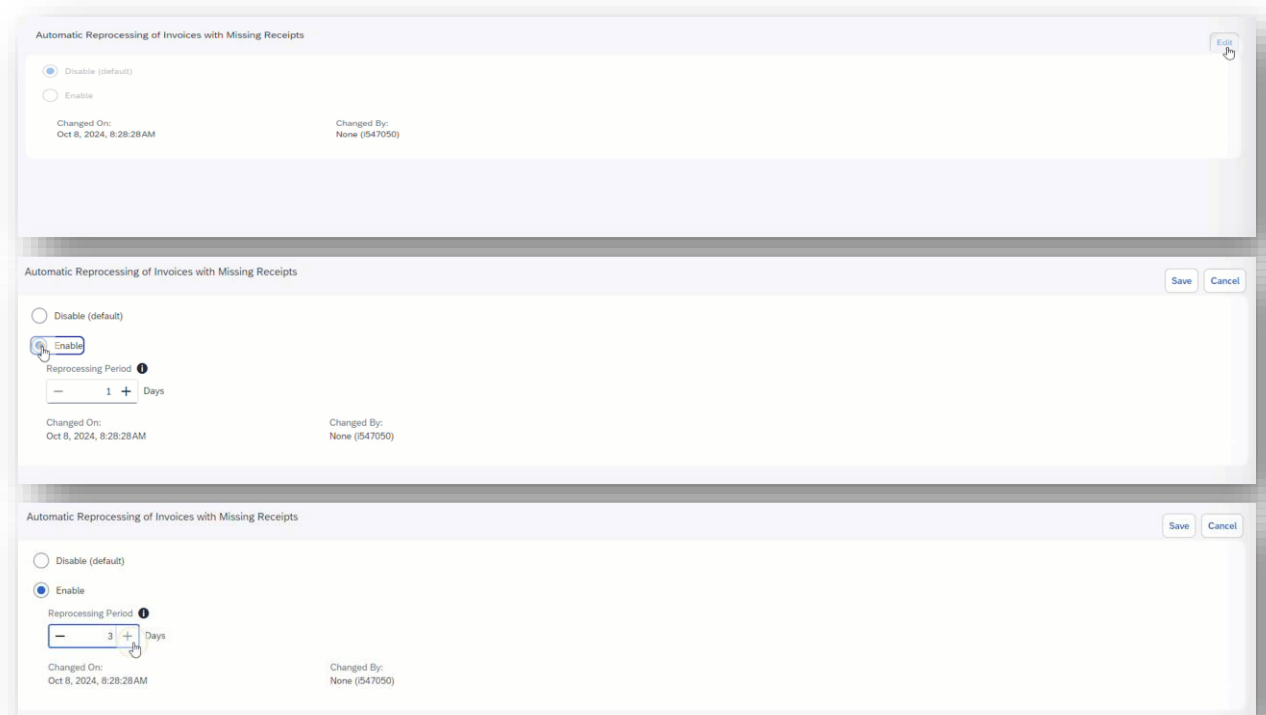 Automatic Reprocessing of Invoices with Missing Receipts
Edit
Disable (default)
Enable
Changed On: Changed By:
Oct 8, 2024, 8:28:28AM None (i547050)
Automatic Reprocessing of Invoices with Missing Receipts
Save Cancel
Disable (default)
Enable
Reprocessing Period
1 Days
Changed On: Changed By:
Oct 8, 2024, 8:28:28AM None (i547050)
Automatic Reprocessing of Invoices with Missing Receipts
Save Cancel
Disable (default)
Enable
Reprocessing Period
3 Days
Changed On: Changed By:
Oct 8, 2024, 8:28:28AM None (i547050)